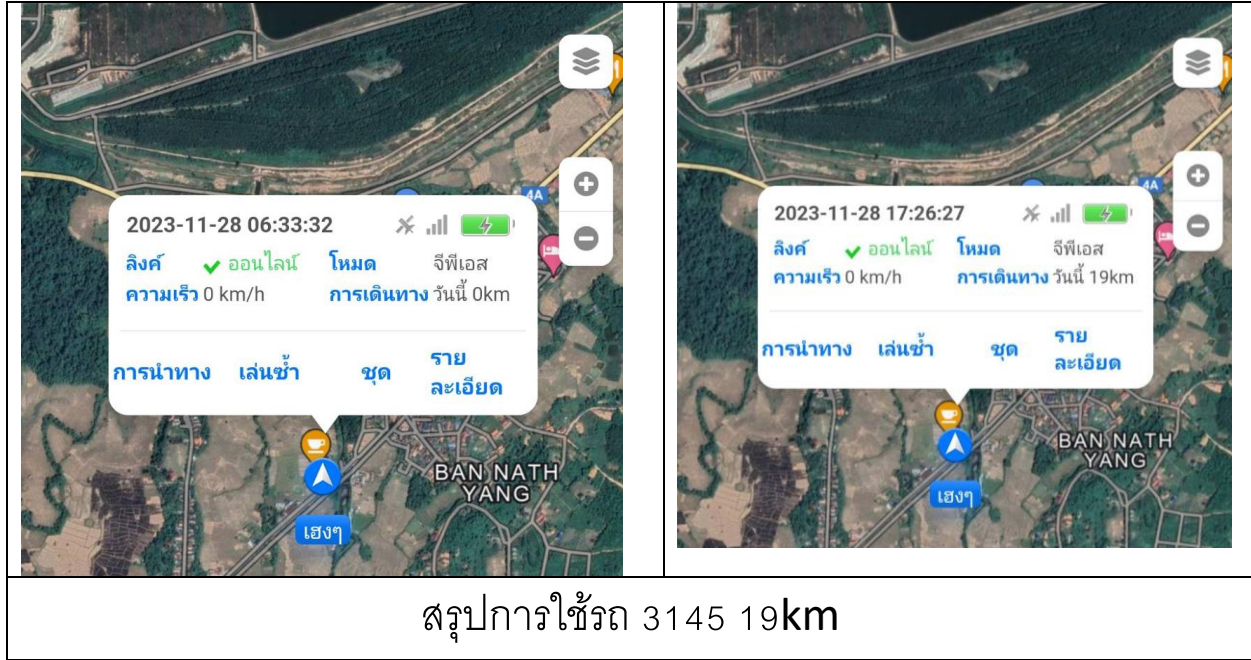 4A
2023-11-28 06:33:32
ลิงค์ ออนไลน์ โหมด จีพีเอส
ความเร็ว 0 km/h การเดินทาง วันนี้ 0km
การนำทาง เล่นซ้ำ ชุด ราย
ละเอียด
BAN NATH
YANG
เฮงๆ
4A
2023-11-28 17:26:27
ลิงค์ ออนไลน์ โหมด จีพีเอส
ความเร็ว 0 km/h การเดินทาง วันนี้ 19km
การนำทาง เล่นซ้ำ ชุด ราย
ละเอียด
BAN NATH
YANG
เฮงๆ
สรุปการใช้รถ 3145 19km